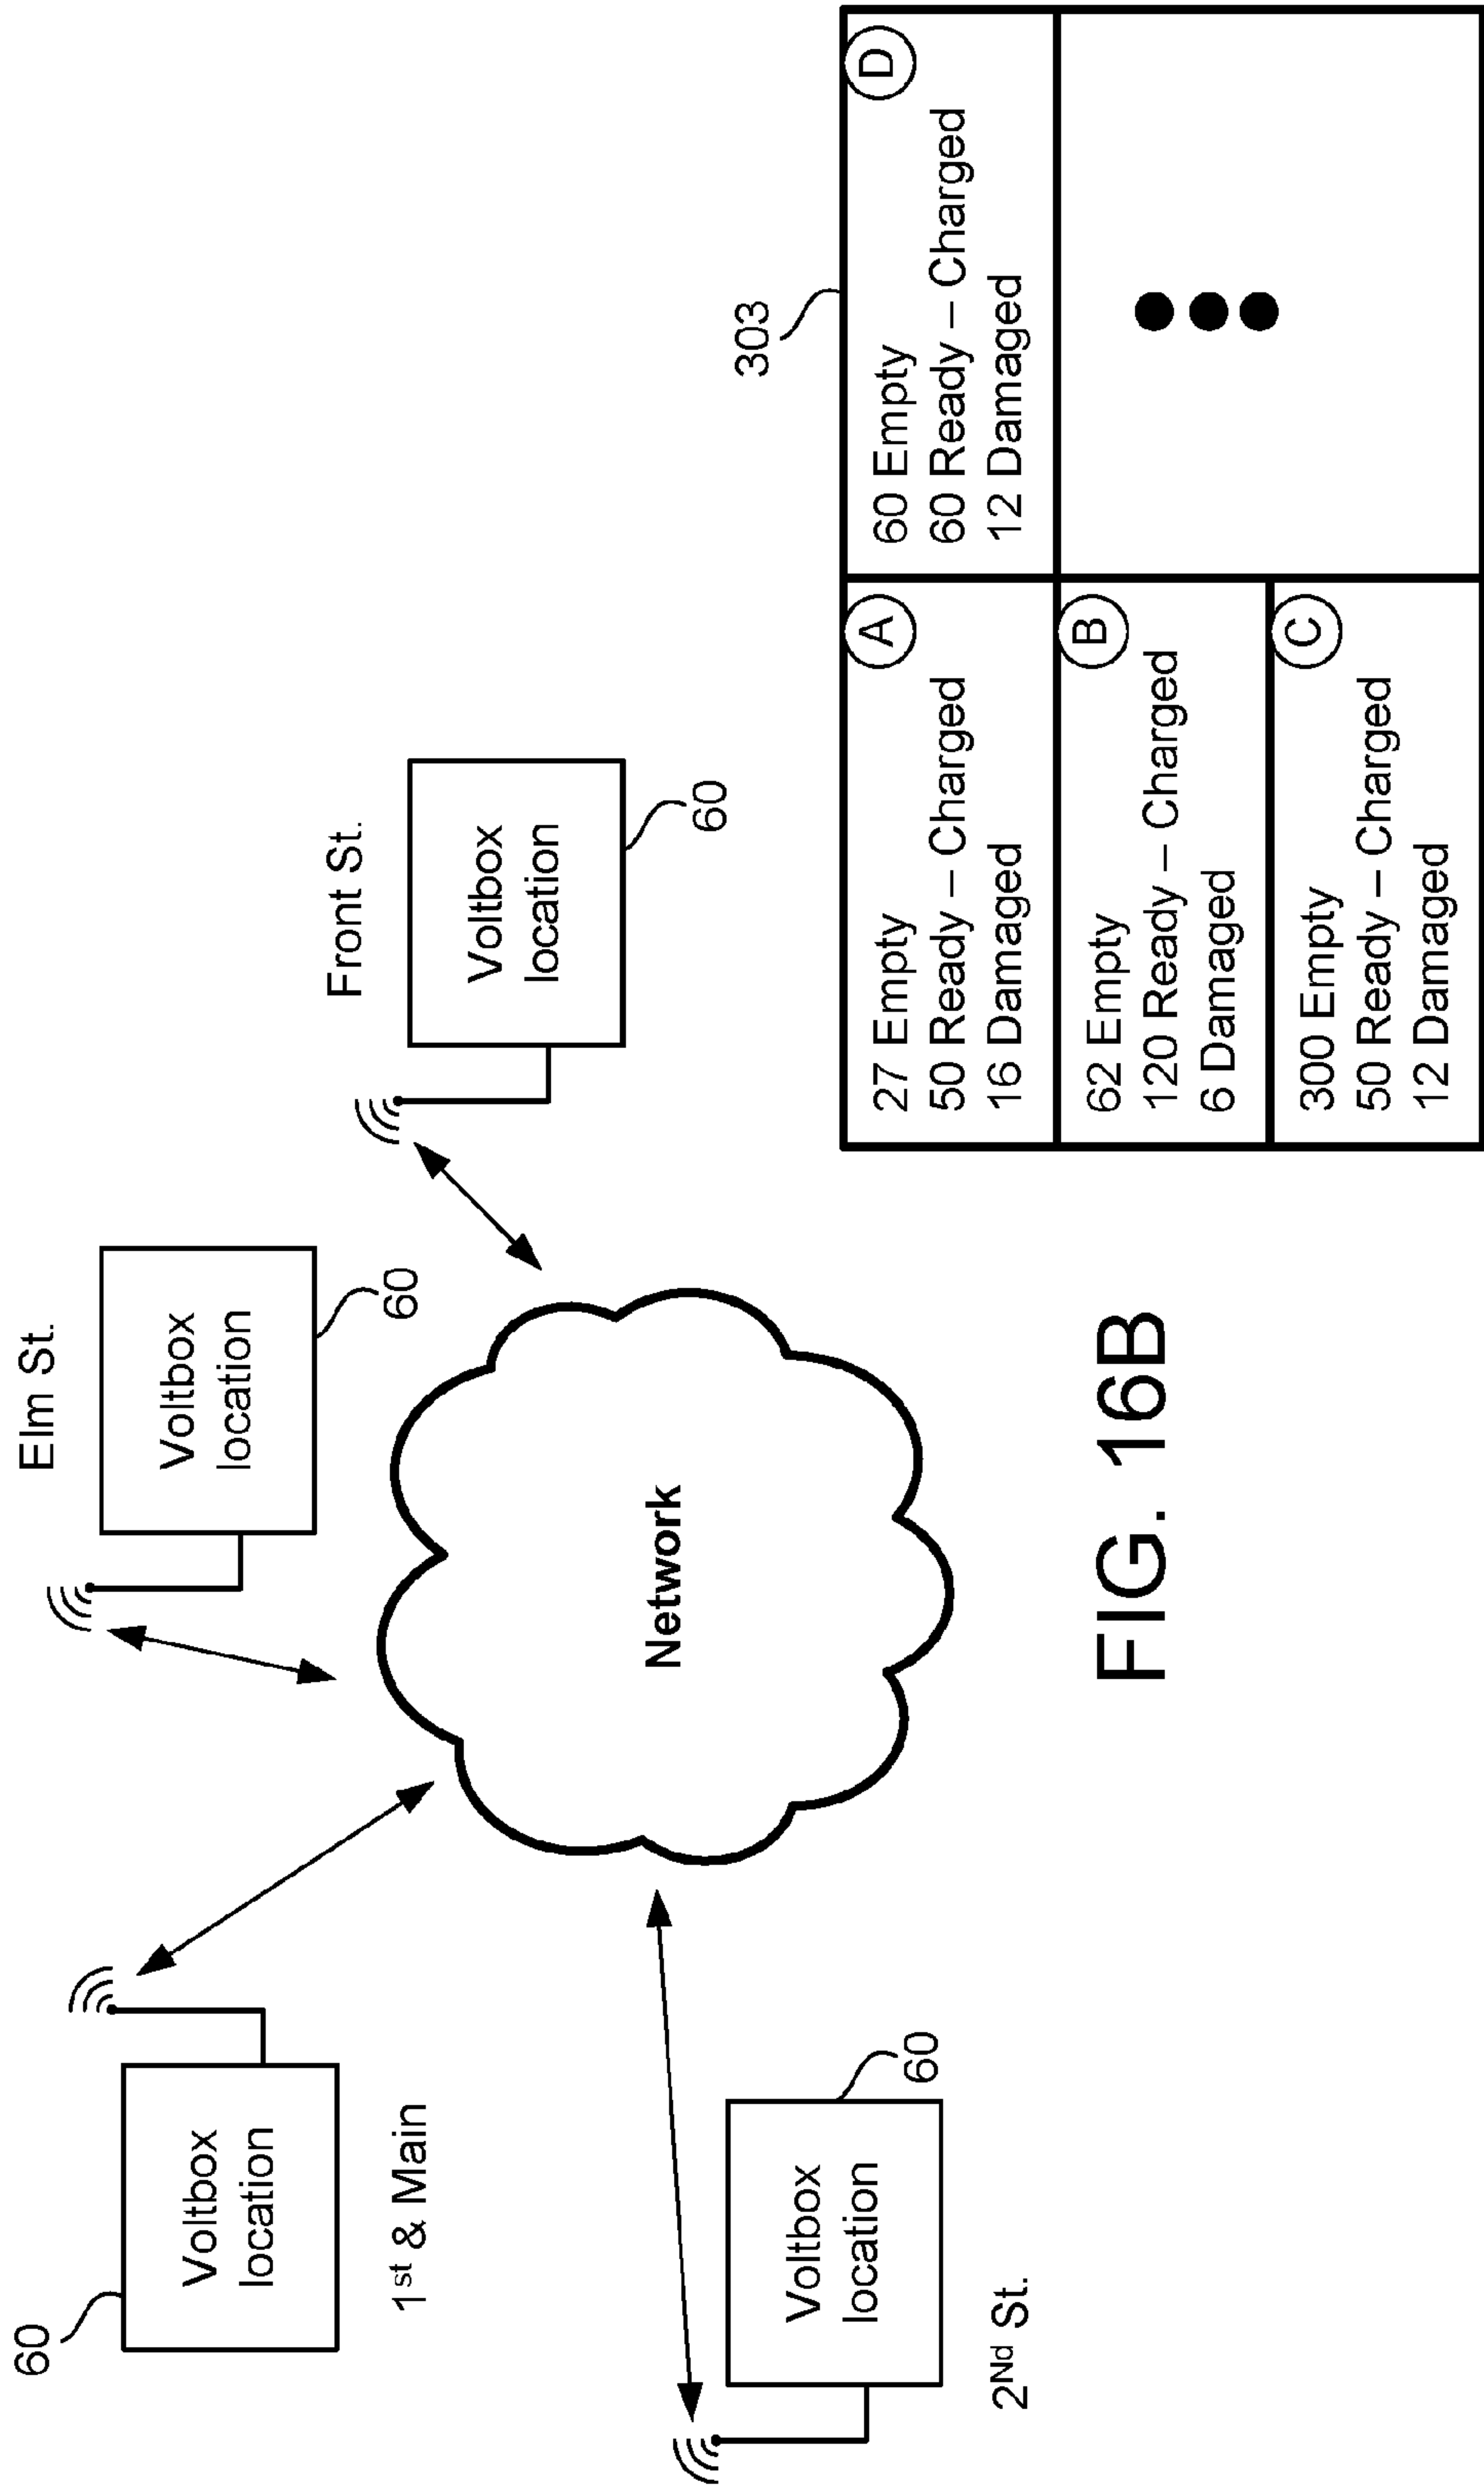 60
Voltbox
location
1st & Main
Elm St.
Voltbox
location
60
Front St.
Voltbox
location
60
Network
Voltbox
location
60
2Nd St.
303
A
27 Empty
50 Ready – Charged
16 Damaged
D
60 Empty
60 Ready – Charged
12 Damaged
B
62 Empty
120 Ready – Charged
6 Damaged
C
300 Empty
50 Ready – Charged
12 Damaged
FIG. 16B